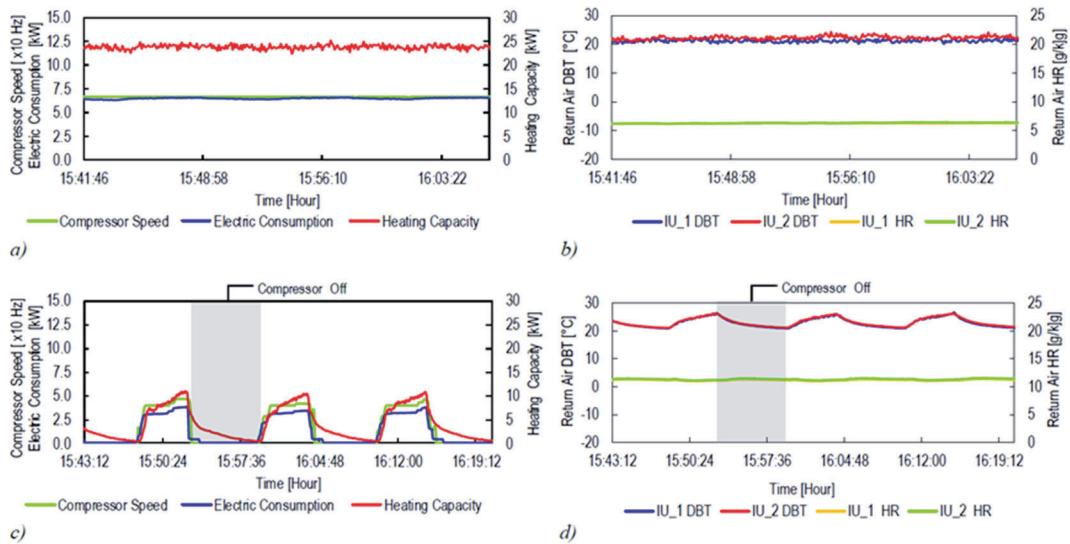 Compressor Speed [ x10 Hz]
Electric Consumption [kW]
15.0
12.5
10.0
7.5
5.0
2.5
0.0
30
25
20
15
10
5
0
Heating Capacity [kW]
15:41:46 15:48:58 15:56:10 16:03:22
Time [Hour]
Compressor Speed Electric Consumption Heating Capacity
a)
Return Air DBT [°C]
30
20
10
0
-10
-20
25
20
15
10
5
0
Return Air HR [g/k]g]
15:41:46 15:48:58 15:56:10 16:03:22
Time [Hour]
IU_1 DBT IU_2 DBT IU_1 HR IU_2 HR
b)
Compressor Off
Compressor Speed [ x10 Hz]
Electric Consumption [kW]
15.0
12.5
10.0
7.5
5.0
2.5
0.0
30
25
20
15
10
5
0
Heating Capacity [kW]
15:43:12 15:50:24 15:57:36 16:04:48 16:12:00 16:19:12
Time [Hour]
Compressor Speed Electric Consumption Heating Capacity
c)
Compressor Off
Return Air DBT [°C]
30
20
10
0
-10
-20
25
20
15
10
5
0
Return Air HR [g/k]g]
15:43:12 15:50:24 15:57:36 16:04:48 16:12:00 16:19:12
Time [Hour]
IU_1 DBT IU_2 DBT IU_1 HR IU_2 HR
d)